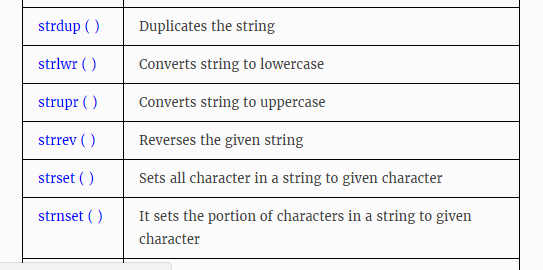 strdup ( ) Duplicates the string
strlwr ( ) Converts string to lowercase
strupr ( ) Converts string to uppercase
strrev ( ) Reverses the given string
strset ( ) Sets all character in a string to given character
strnset ( ) It sets the portion of characters in a string to given
character